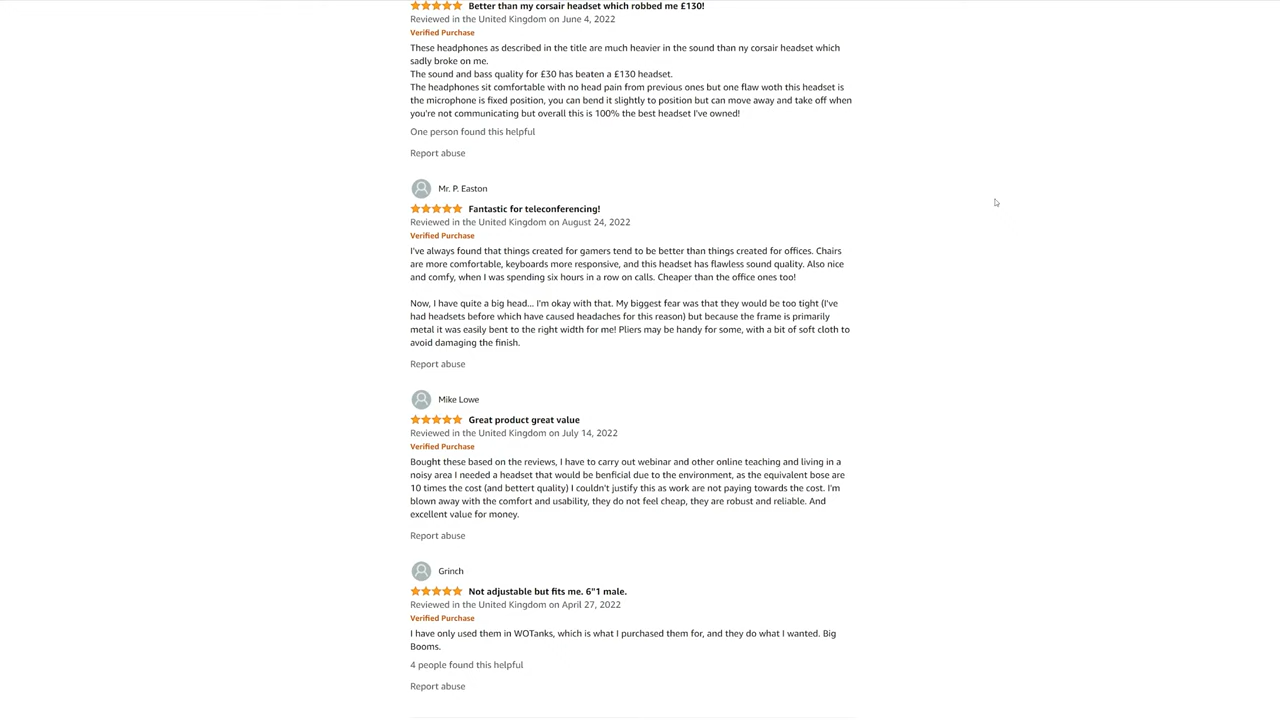 Better than my corsair headset which robbed me £130!
Reviewed in the United Kingdom on June 4, 2022
Verified Purchase
These headphones as described in the title are much heavier in the sound than ny corsair headset which
sadly broke on me.
The sound and bass quality for £30 has beaten a £130 headset.
The headphones sit comfortable with no head pain from previous ones but one flaw woth this headset is
the microphone is fixed position, you can bend it slightly to position but can move away and take off when
you're not communicating but overall this is 100% the best headset I've owned!
One person found this helpful
Report abuse
Mr. P. Easton
Fantastic for teleconferencing!
Reviewed in the United Kingdom on August 24, 2022
Verified Purchase
I've always found that things created for gamers tend to be better than things created for offices. Chairs
are more comfortable, keyboards more responsive, and this headset has flawless sound quality. Also nice
and comfy, when I was spending six hours in a row on calls. Cheaper than the office ones too!
Now, I have quite a big head... I'm okay with that. My biggest fear was that they would be too tight (I've
had headsets before which have caused headaches for this reason) but because the frame is primarily
metal it was easily bent to the right width for me! Pliers may be handy for some, with a bit of soft cloth to
avoid damaging the finish.
Report abuse
Mike Lowe
Great product great value
Reviewed in the United Kingdom on July 14, 2022
Verified Purchase
Bought these based on the reviews, I have to carry out webinar and other online teaching and living in a
noisy area I needed a headset that would be benficial due to the environment, as the equivalent bose are
10 times the cost (and bettert quality) I couldn't justify this as work are not paying towards the cost. I'm
blown away with the comfort and usability, they do not feel cheap, they are robust and reliable. And
excellent value for money.
Report abuse
Grinch
Not adjustable but fits me. 6"1 male.
Reviewed in the United Kingdom on April 27, 2022
Verified Purchase
I have only used them in WOTanks, which is what I purchased them for, and they do what I wanted. Big
Booms.
4 people found this helpful
Report abuse